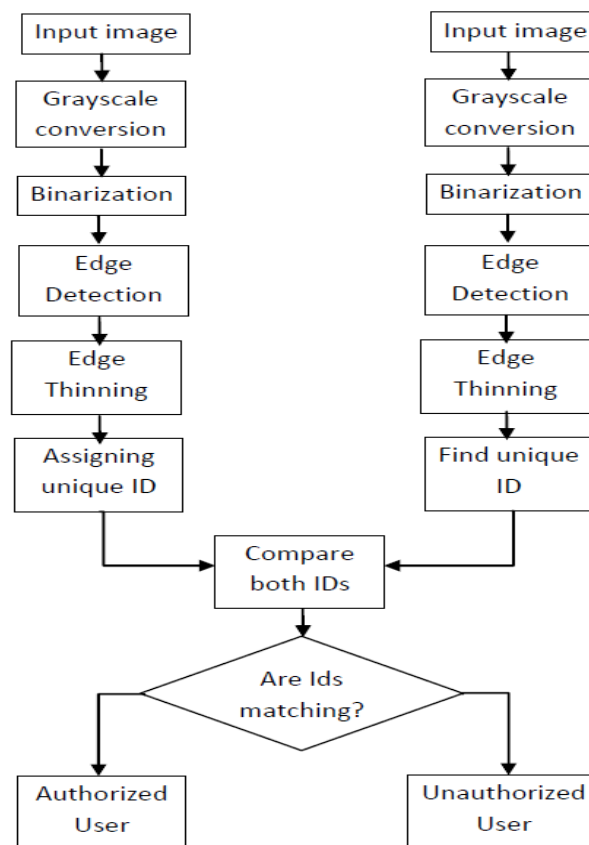 Input image
Grayscale
conversion
Binarization
Edge
Detection
Edge
Thinning
Assigning
unique ID
Input image
Grayscale
conversion
Binarization
Edge
Detection
Edge
Thinning
Find unique
ID
Compare
both IDs
Are Ids
matching?
Authorized
User
Unauthorized
User